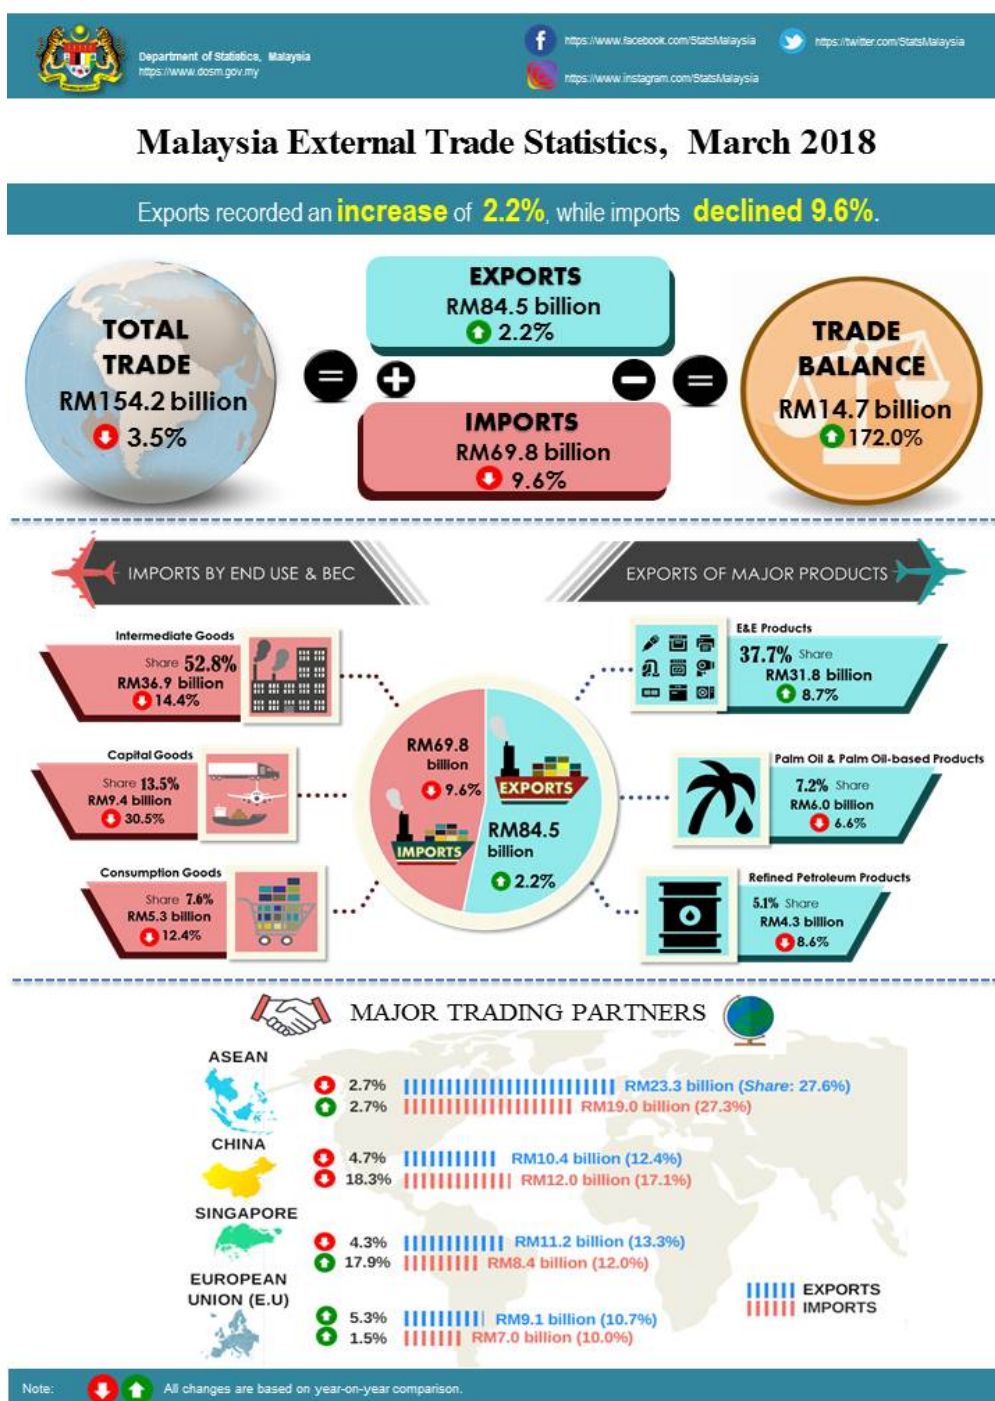 Department of Statistics, Malaysia
https://www.dosm.gov.my
https://www.facebook.com/StatsMalaysia
https://twitter.com/StatsMalaysia
https://www.instagram.com/StatsMalaysia
Malaysia External Trade Statistics, March 2018
Exports recorded an increase of 2.2%, while imports declined 9.6%.
TOTAL
TRADE
RM154.2 billion
3.5%
=
+
EXPORTS
RM84.5 billion
2.2%
IMPORTS
RM69.8 billion
9.6%
−
=
TRADE
BALANCE
RM14.7 billion
172.0%
IMPORTS BY END USE & BEC
Intermediate Goods
Share 52.8%
RM36.9 billion
14.4%
Capital Goods
Share 13.5%
RM9.4 billion
30.5%
Consumption Goods
Share 7.6%
RM5.3 billion
12.4%
RM69.8
billion
9.6%
IMPORTS
EXPORTS
RM84.5
billion
2.2%
EXPORTS OF MAJOR PRODUCTS
E&E Products
37.7% Share
RM31.8 billion
8.7%
Palm Oil & Palm Oil-based Products
7.2% Share
RM6.0 billion
6.6%
Refined Petroleum Products
5.1% Share
RM4.3 billion
8.6%
MAJOR TRADING PARTNERS
ASEAN
2.7% RM23.3 billion (Share: 27.6%)
2.7% RM19.0 billion (27.3%)
CHINA
4.7% RM10.4 billion (12.4%)
18.3% RM12.0 billion (17.1%)
SINGAPORE
4.3% RM11.2 billion (13.3%)
17.9% RM8.4 billion (12.0%)
EUROPEAN
UNION (E.U)
5.3% RM9.1 billion (10.7%)
1.5% RM7.0 billion (10.0%)
EXPORTS
IMPORTS
Note: All changes are based on year-on-year comparison.